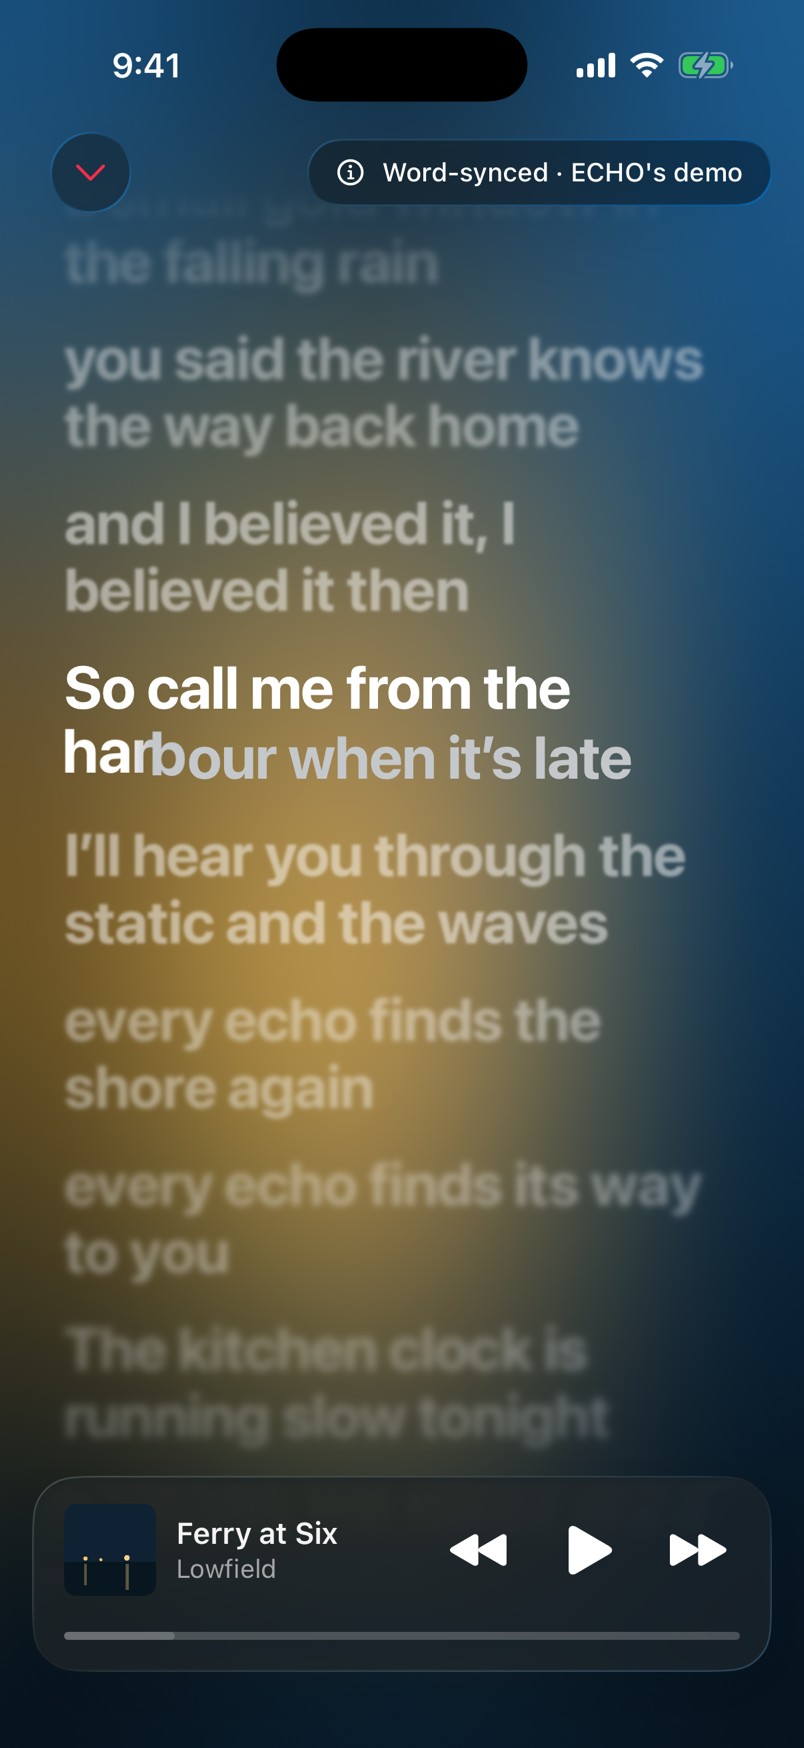 9:41
Word-synced · ECHO's demo
the falling rain
you said the river knows
the way back home
and I believed it, I
believed it then
So call me from the
harbour when it’s late
I’ll hear you through the
static and the waves
every echo finds the
shore again
every echo finds its way
to you
The kitchen clock is
running slow tonight
Ferry at Six
Lowfield